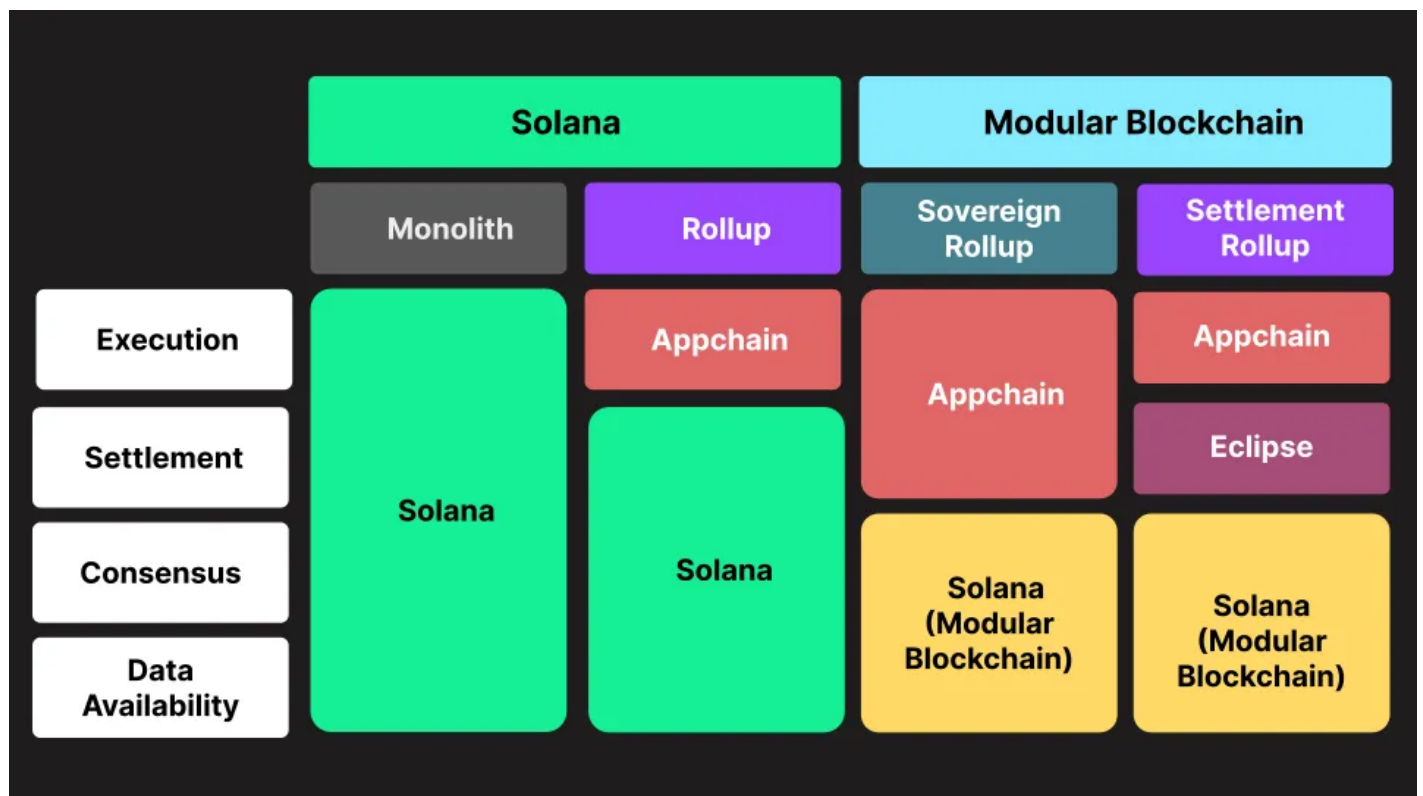 Solana
Modular Blockchain
Monolith
Rollup
Sovereign
Rollup
Settlement
Rollup
Execution
Appchain
Appchain
Appchain
Settlement
Eclipse
Solana
Solana
Consensus
Solana
(Modular
Blockchain)
Solana
(Modular
Blockchain)
Data
Availability